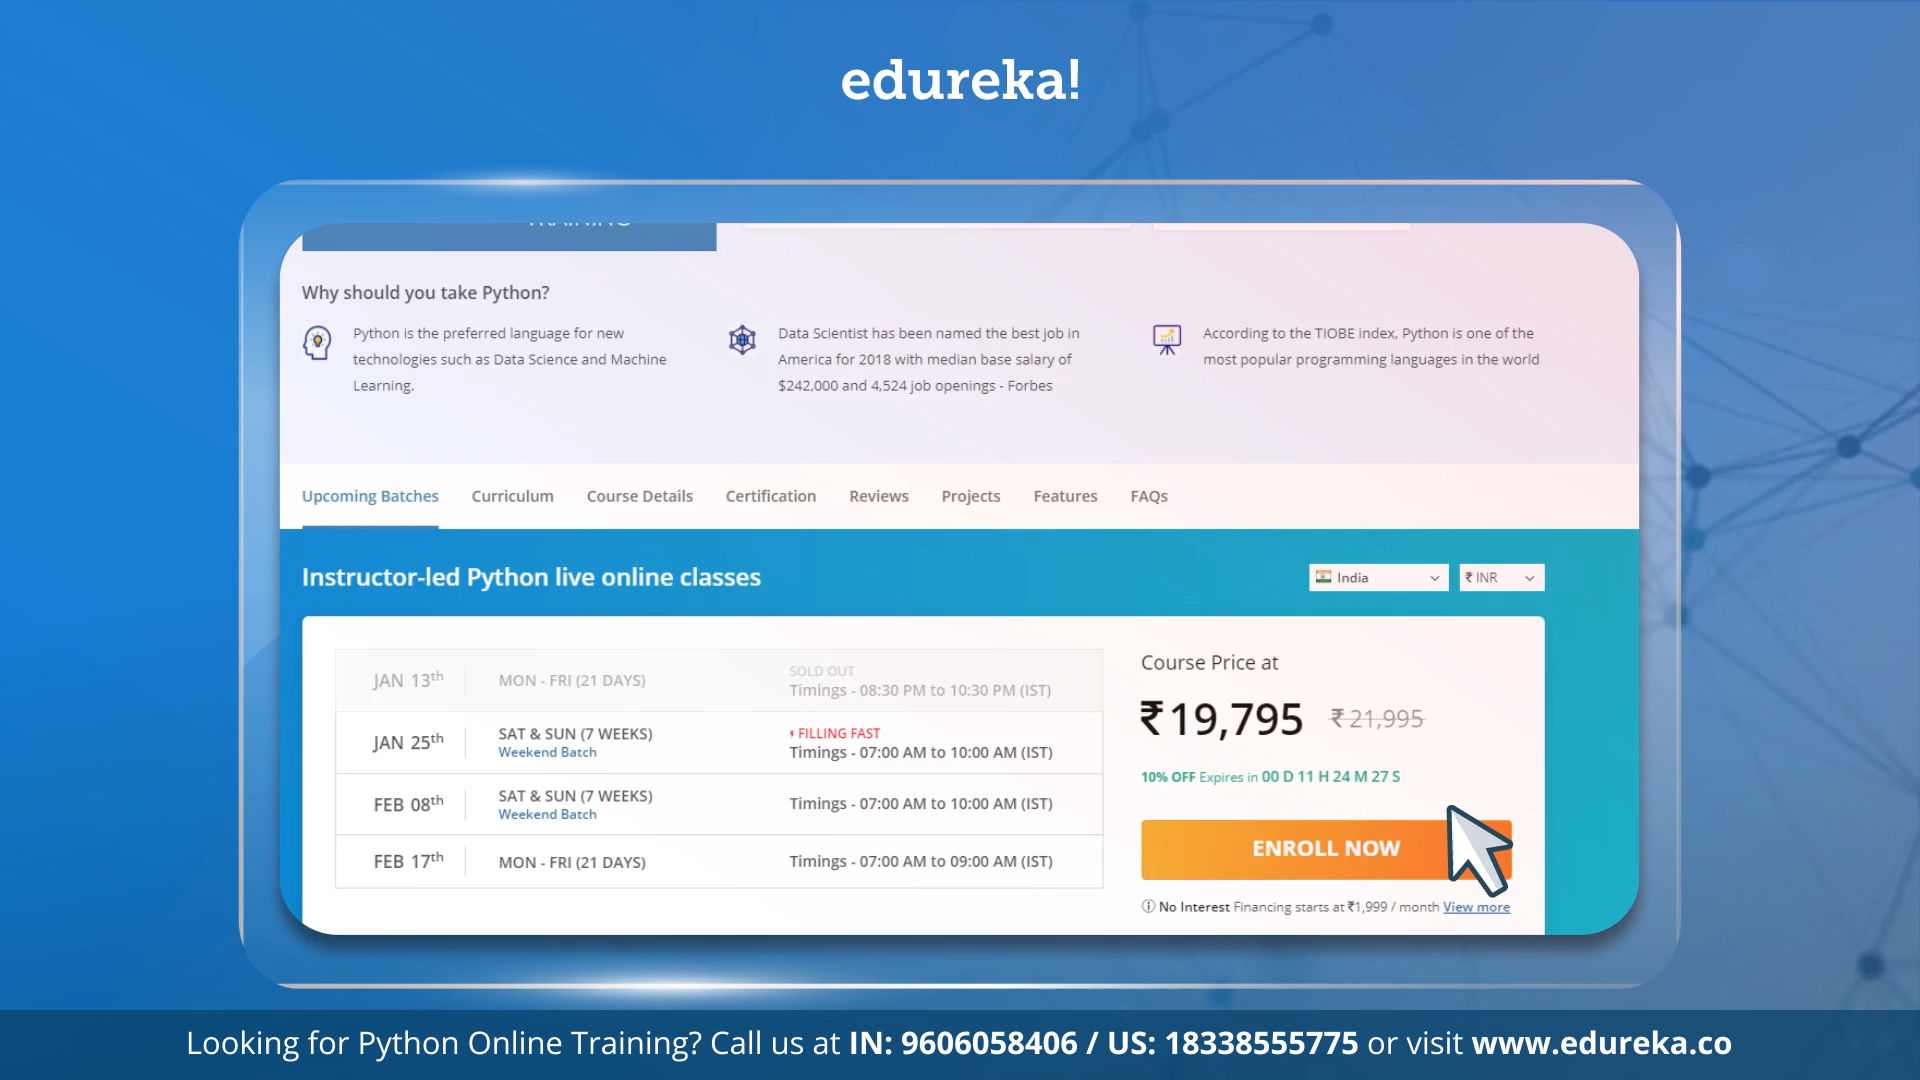 edureka!
TRAINING
Why should you take Python?
Python is the preferred language for new
technologies such as Data Science and Machine
Learning.
Data Scientist has been named the best job in
America for 2018 with median base salary of
$242,000 and 4,524 job openings - Forbes
According to the TIOBE index, Python is one of the
most popular programming languages in the world
Upcoming Batches Curriculum Course Details Certification Reviews Projects Features FAQs
Instructor-led Python live online classes
India
₹ INR
JAN 13th MON - FRI (21 DAYS) SOLD OUT
Timings - 08:30 PM to 10:30 PM (IST)
JAN 25th SAT & SUN (7 WEEKS)
Weekend Batch
FILLING FAST
Timings - 07:00 AM to 10:00 AM (IST)
FEB 08th SAT & SUN (7 WEEKS)
Weekend Batch
Timings - 07:00 AM to 10:00 AM (IST)
FEB 17th MON - FRI (21 DAYS) Timings - 07:00 AM to 09:00 AM (IST)
Course Price at
₹19,795 ₹21,995
10% OFF Expires in 00 D 11 H 24 M 27 S
ENROLL NOW
No Interest Financing starts at ₹1,999 / month View more
Looking for Python Online Training? Call us at IN: 9606058406 / US: 18338555775 or visit www.edureka.co